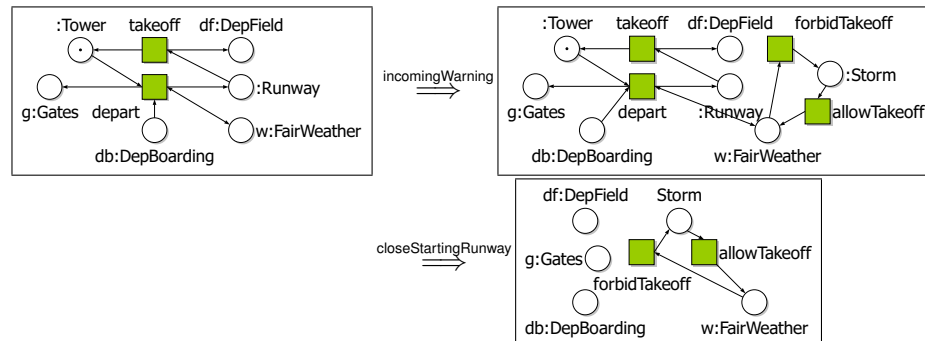 :Tower takeoff df:DepField
:Runway
g:Gates depart
w:FairWeather
db:DepBoarding
incomingWarning
:Tower takeoff df:DepField forbidTakeoff
:Storm
g:Gates depart :Runway allowTakeoff
db:DepBoarding w:FairWeather
closeStartingRunway
df:DepField Storm
g:Gates allowTakeoff
forbidTakeoff
db:DepBoarding w:FairWeather